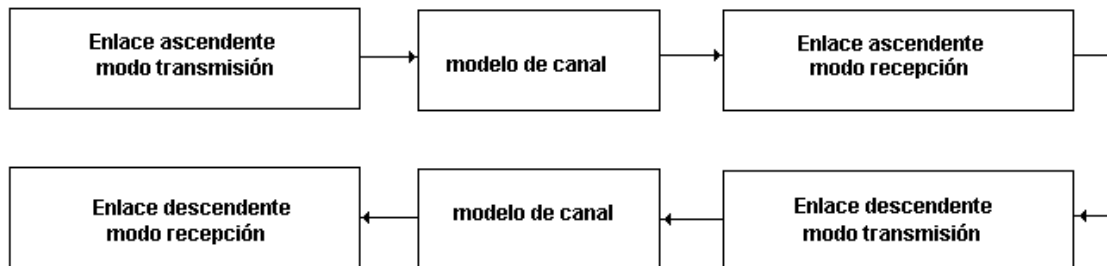 Enlace ascendente
modo transmisión
modelo de canal
Enlace ascendente
modo recepción
Enlace descendente
modo recepción
modelo de canal
Enlace descendente
modo transmisión